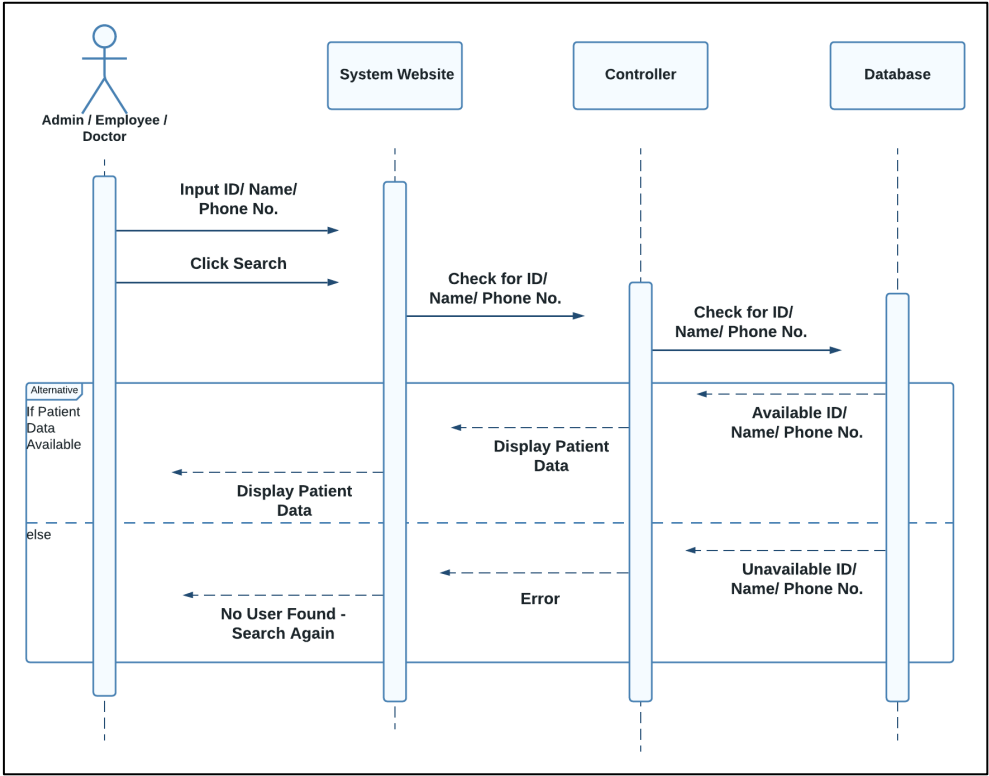 Admin / Employee /
Doctor
System Website
Controller
Database
Input ID/ Name/
Phone No.
Click Search
Check for ID/
Name/ Phone No.
Check for ID/
Name/ Phone No.
Alternative
If Patient
Data
Available
Available ID/
Name/ Phone No.
Display Patient
Data
Display Patient
Data
else
Unavailable ID/
Name/ Phone No.
Error
No User Found -
Search Again